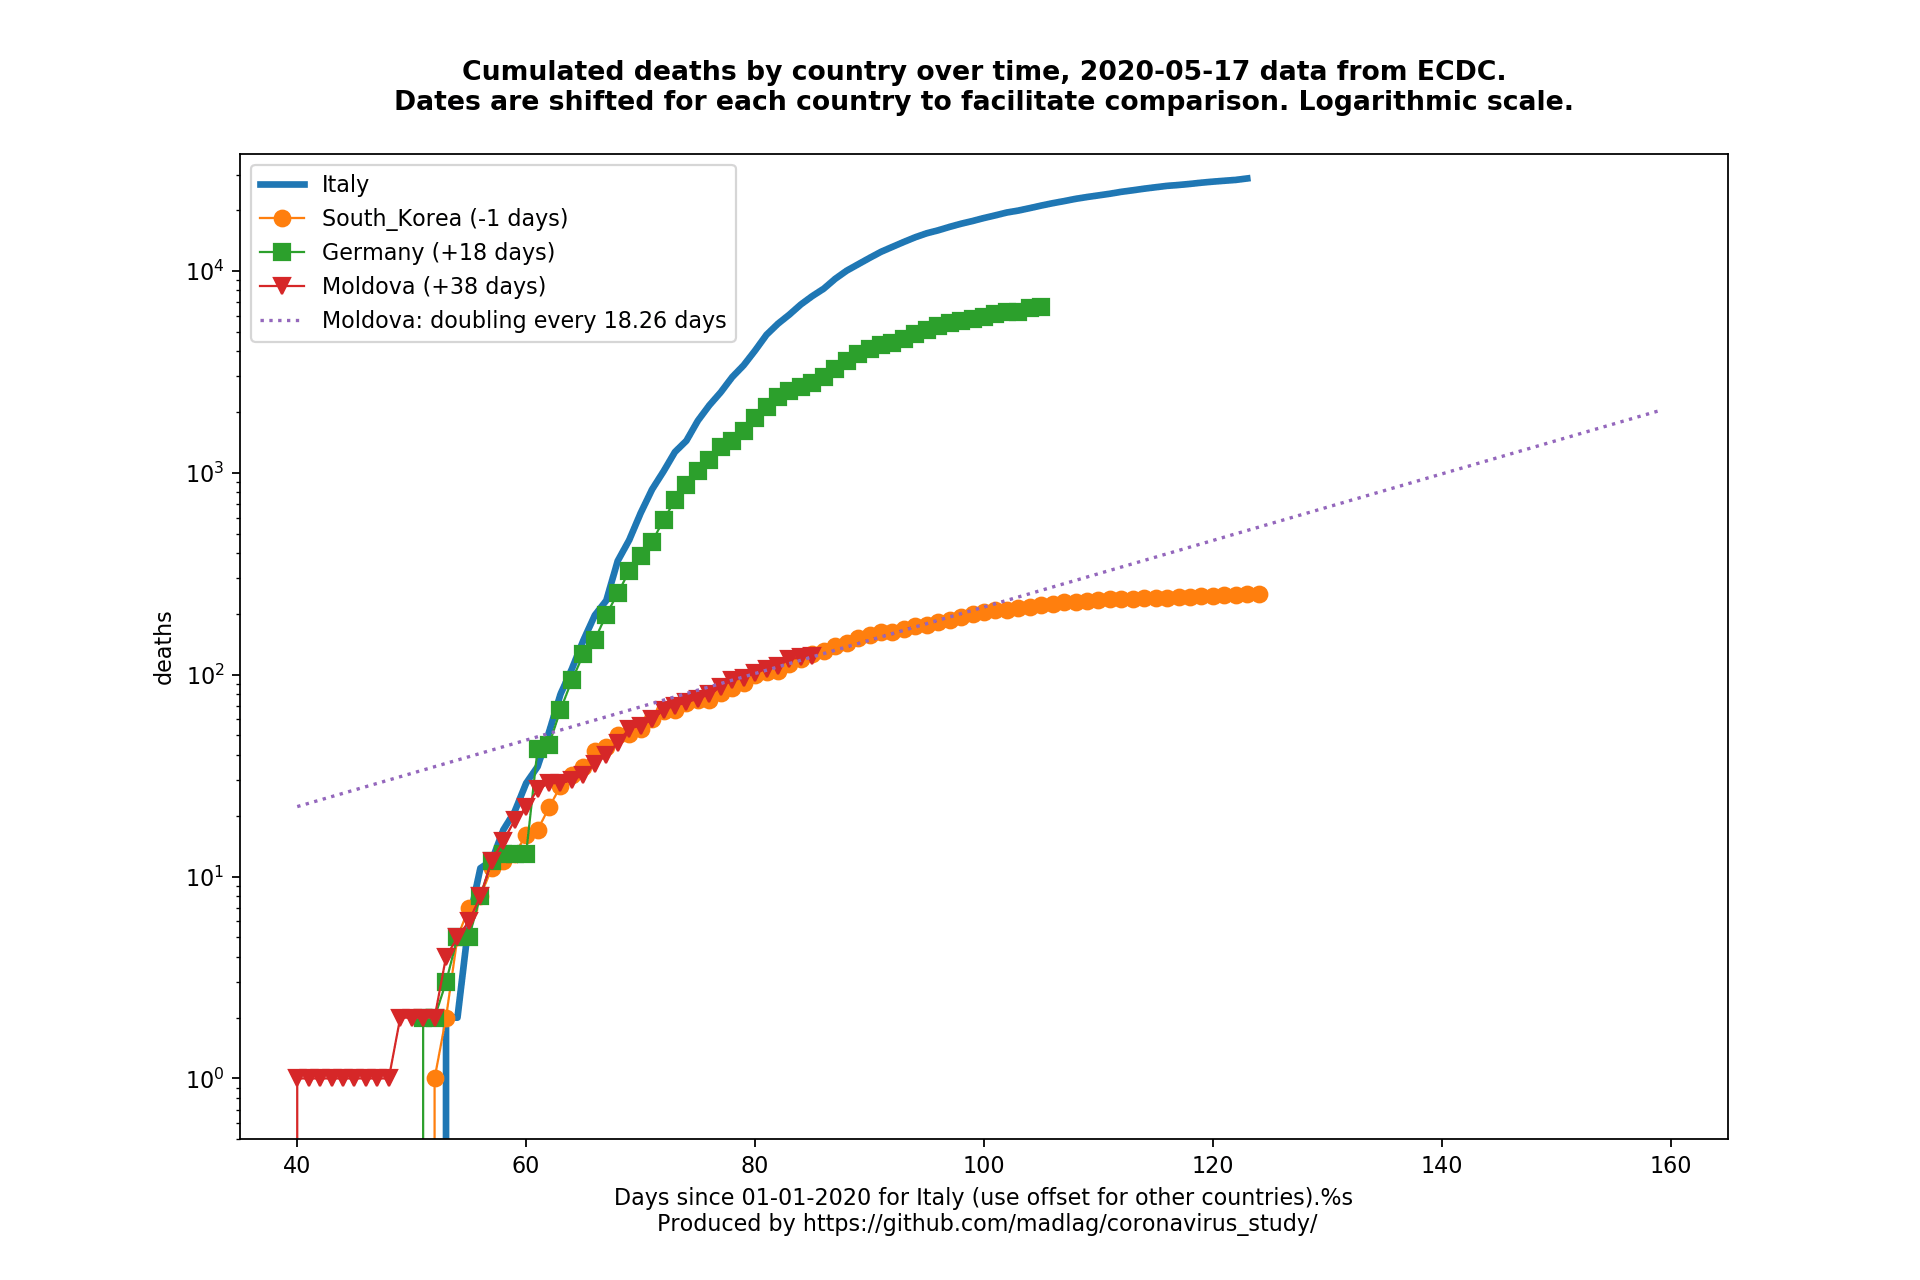 Cumulated deaths by country over time, 2020-05-17 data from ECDC.
Dates are shifted for each country to facilitate comparison. Logarithmic scale.
Italy
South_Korea (-1 days)
Germany (+18 days)
Moldova (+38 days)
Moldova: doubling every 18.26 days
deaths
10⁴
10³
10²
10¹
10⁰
40 60 80 100 120 140 160
Days since 01-01-2020 for Italy (use offset for other countries).%s
Produced by https://github.com/madlag/coronavirus_study/